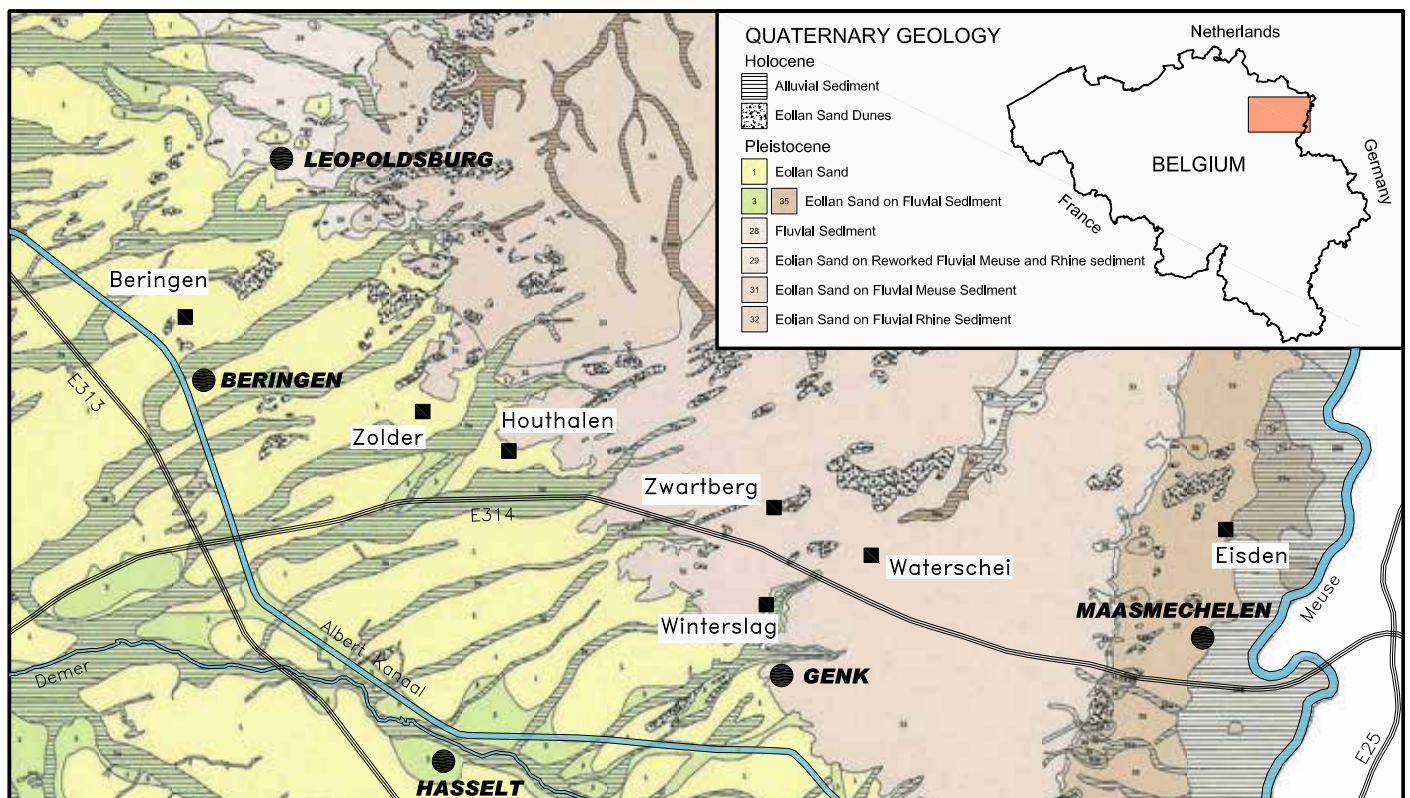 QUATERNARY GEOLOGY
Holocene
Alluvial Sediment
Eolian Sand Dunes
Pleistocene
1 Eolian Sand
3 35 Eolian Sand on Fluvial Sediment
28 Fluvial Sediment
29 Eolian Sand on Reworked Fluvial Meuse and Rhine sediment
31 Eolian Sand on Fluvial Meuse Sediment
32 Eolian Sand on Fluvial Rhine Sediment
Netherlands
BELGIUM
Germany
France
LEOPOLDSBURG
Beringen
BERINGEN
E313
Zolder
Houthalen
E314
Zwartberg
Waterschei
Eisden
Winterslag
MAASMECHELEN
Meuse
GENK
Albert Kanaal
Demer
HASSELT
E25